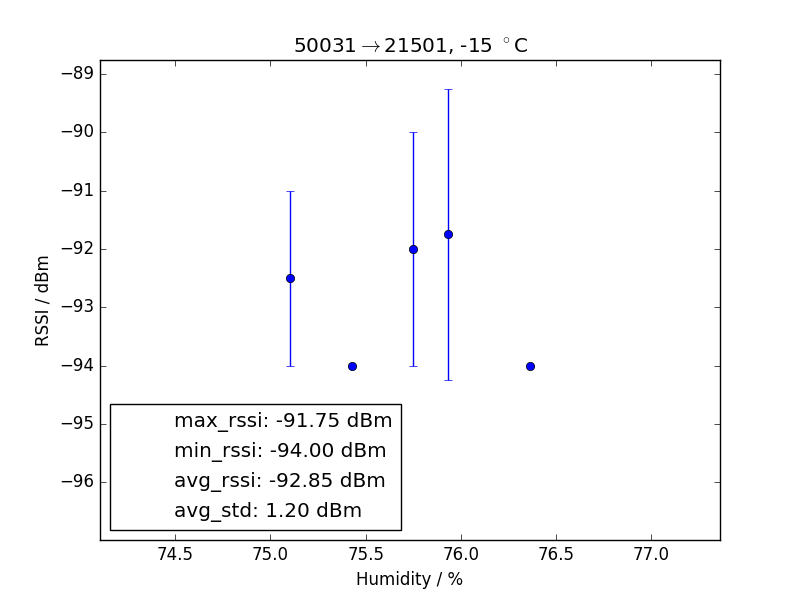 50031→21501, -15 °C
−89
−90
−91
−92
−93
−94
−95
−96
RSSI / dBm
max_rssi: -91.75 dBm
min_rssi: -94.00 dBm
avg_rssi: -92.85 dBm
avg_std: 1.20 dBm
74.5 75.0 75.5 76.0 76.5 77.0
Humidity / %